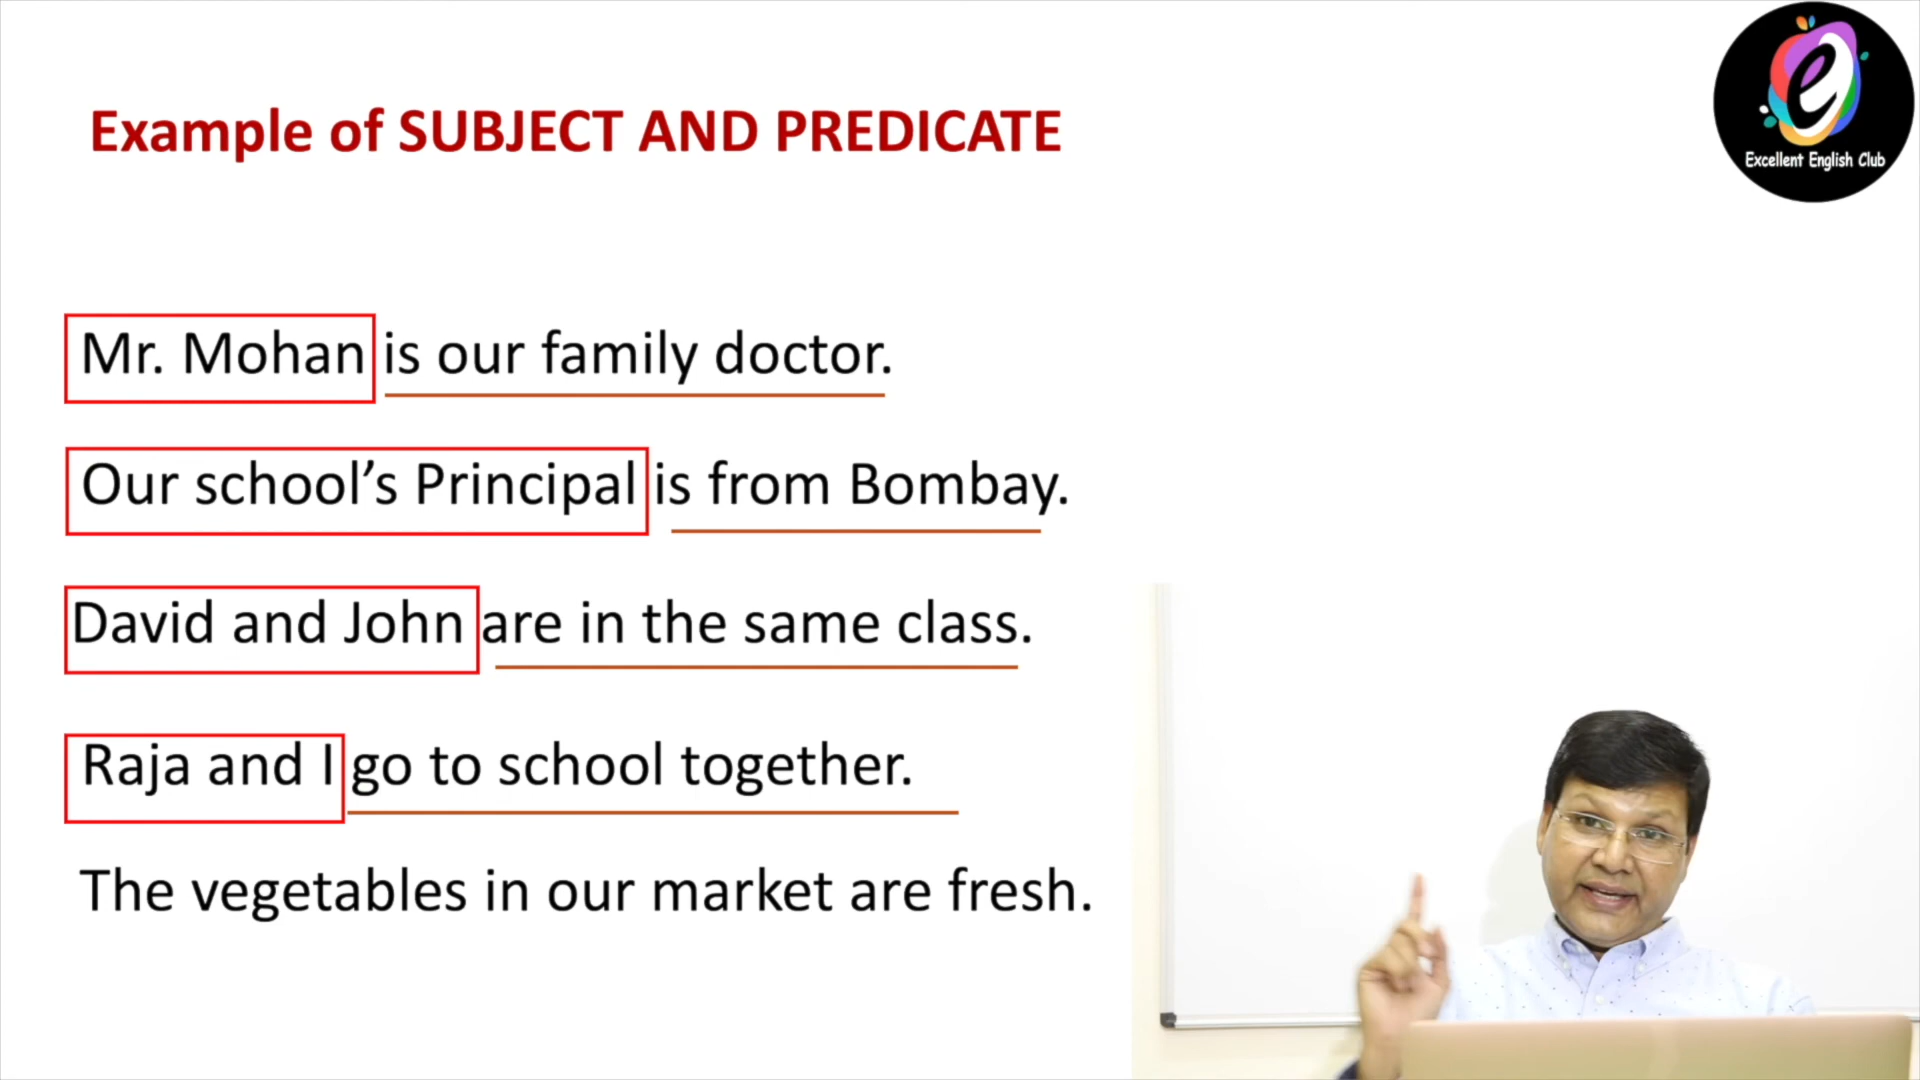 Excellent English Club
Example of SUBJECT AND PREDICATE
Mr. Mohan is our family doctor.
Our school’s Principal is from Bombay.
David and John are in the same class.
Raja and I go to school together.
The vegetables in our market are fresh.